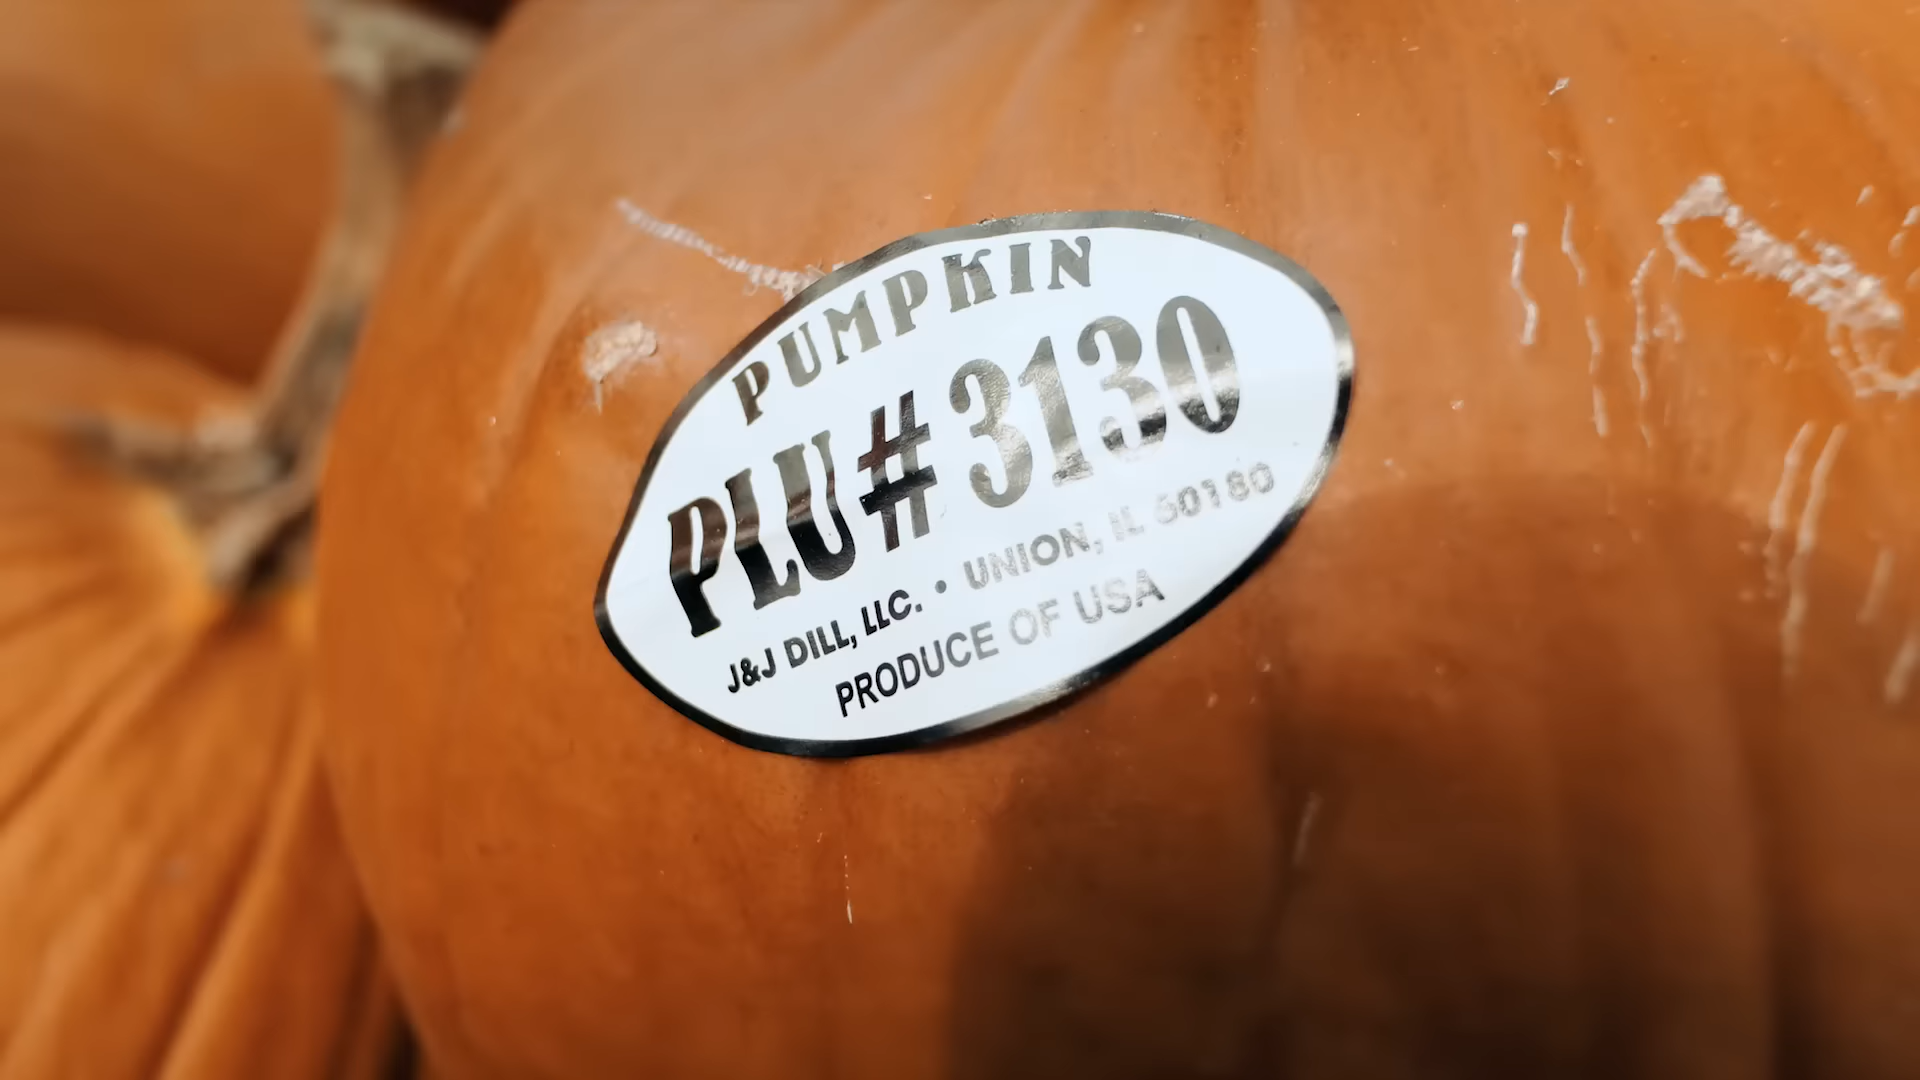 PUMPKIN
PLU# 3130
J&J DILL, LLC. • UNION, IL 60180
PRODUCE OF USA